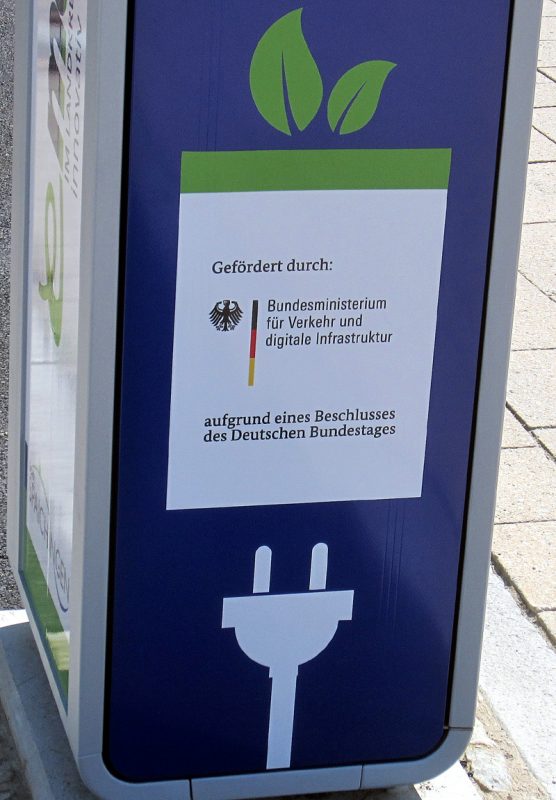 Gefördert durch:
Bundesministerium
für Verkehr und
digitale Infrastruktur
aufgrund eines Beschlusses
des Deutschen Bundestages